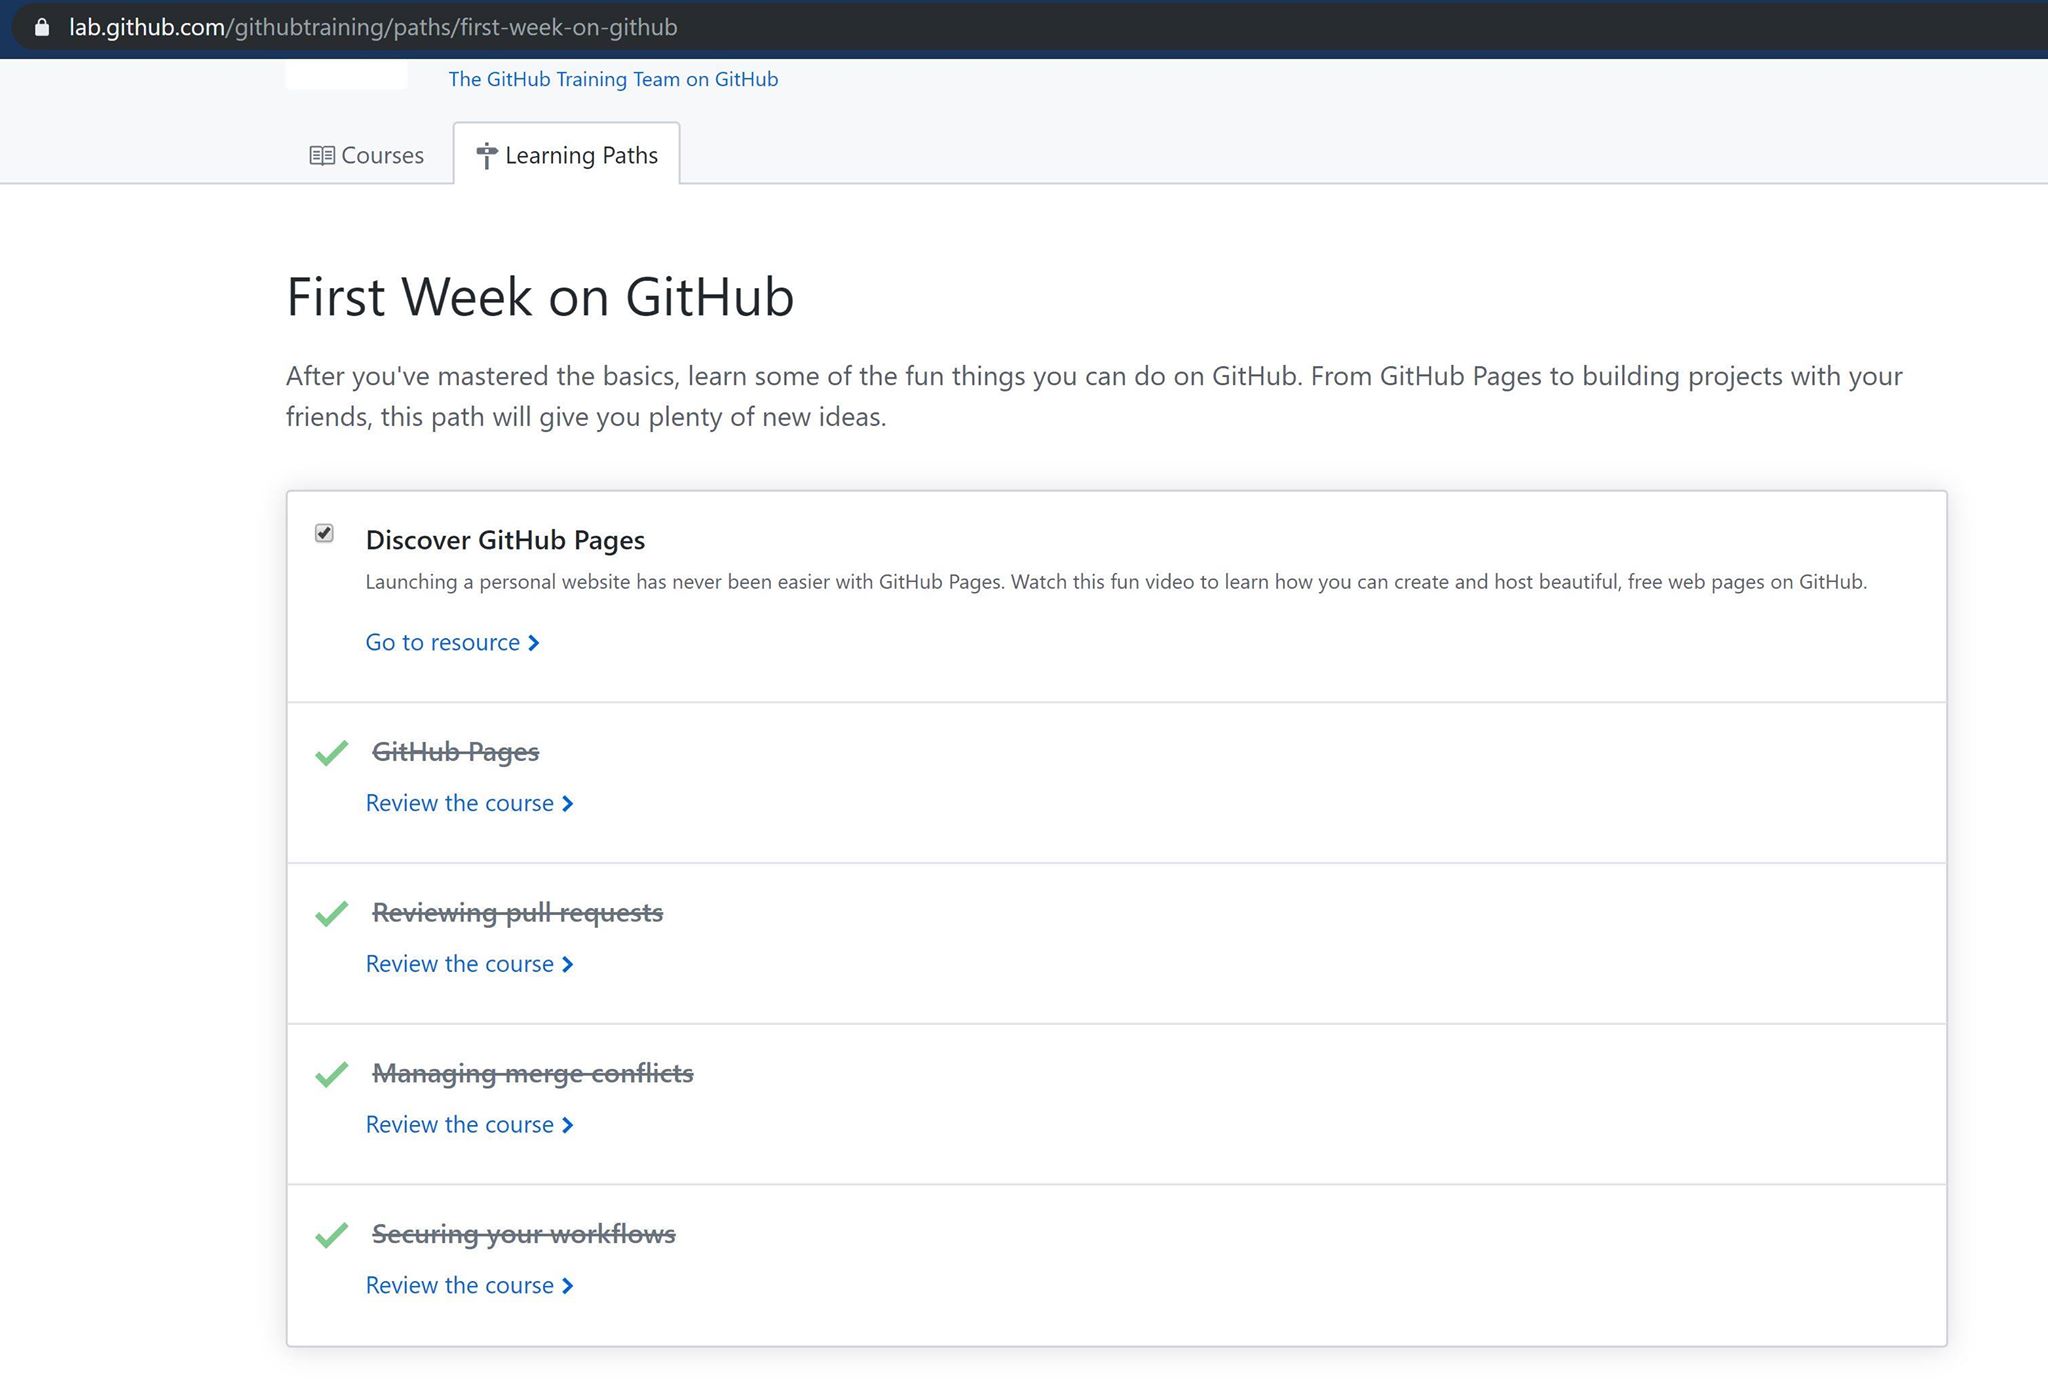 lab.github.com/githubtraining/paths/first-week-on-github
The GitHub Training Team on GitHub
Courses
Learning Paths
First Week on GitHub
After you've mastered the basics, learn some of the fun things you can do on GitHub. From GitHub Pages to building projects with your
friends, this path will give you plenty of new ideas.
Discover GitHub Pages
Launching a personal website has never been easier with GitHub Pages. Watch this fun video to learn how you can create and host beautiful, free web pages on GitHub.
Go to resource
GitHub Pages
Review the course
Reviewing pull requests
Review the course
Managing merge conflicts
Review the course
Securing your workflows
Review the course